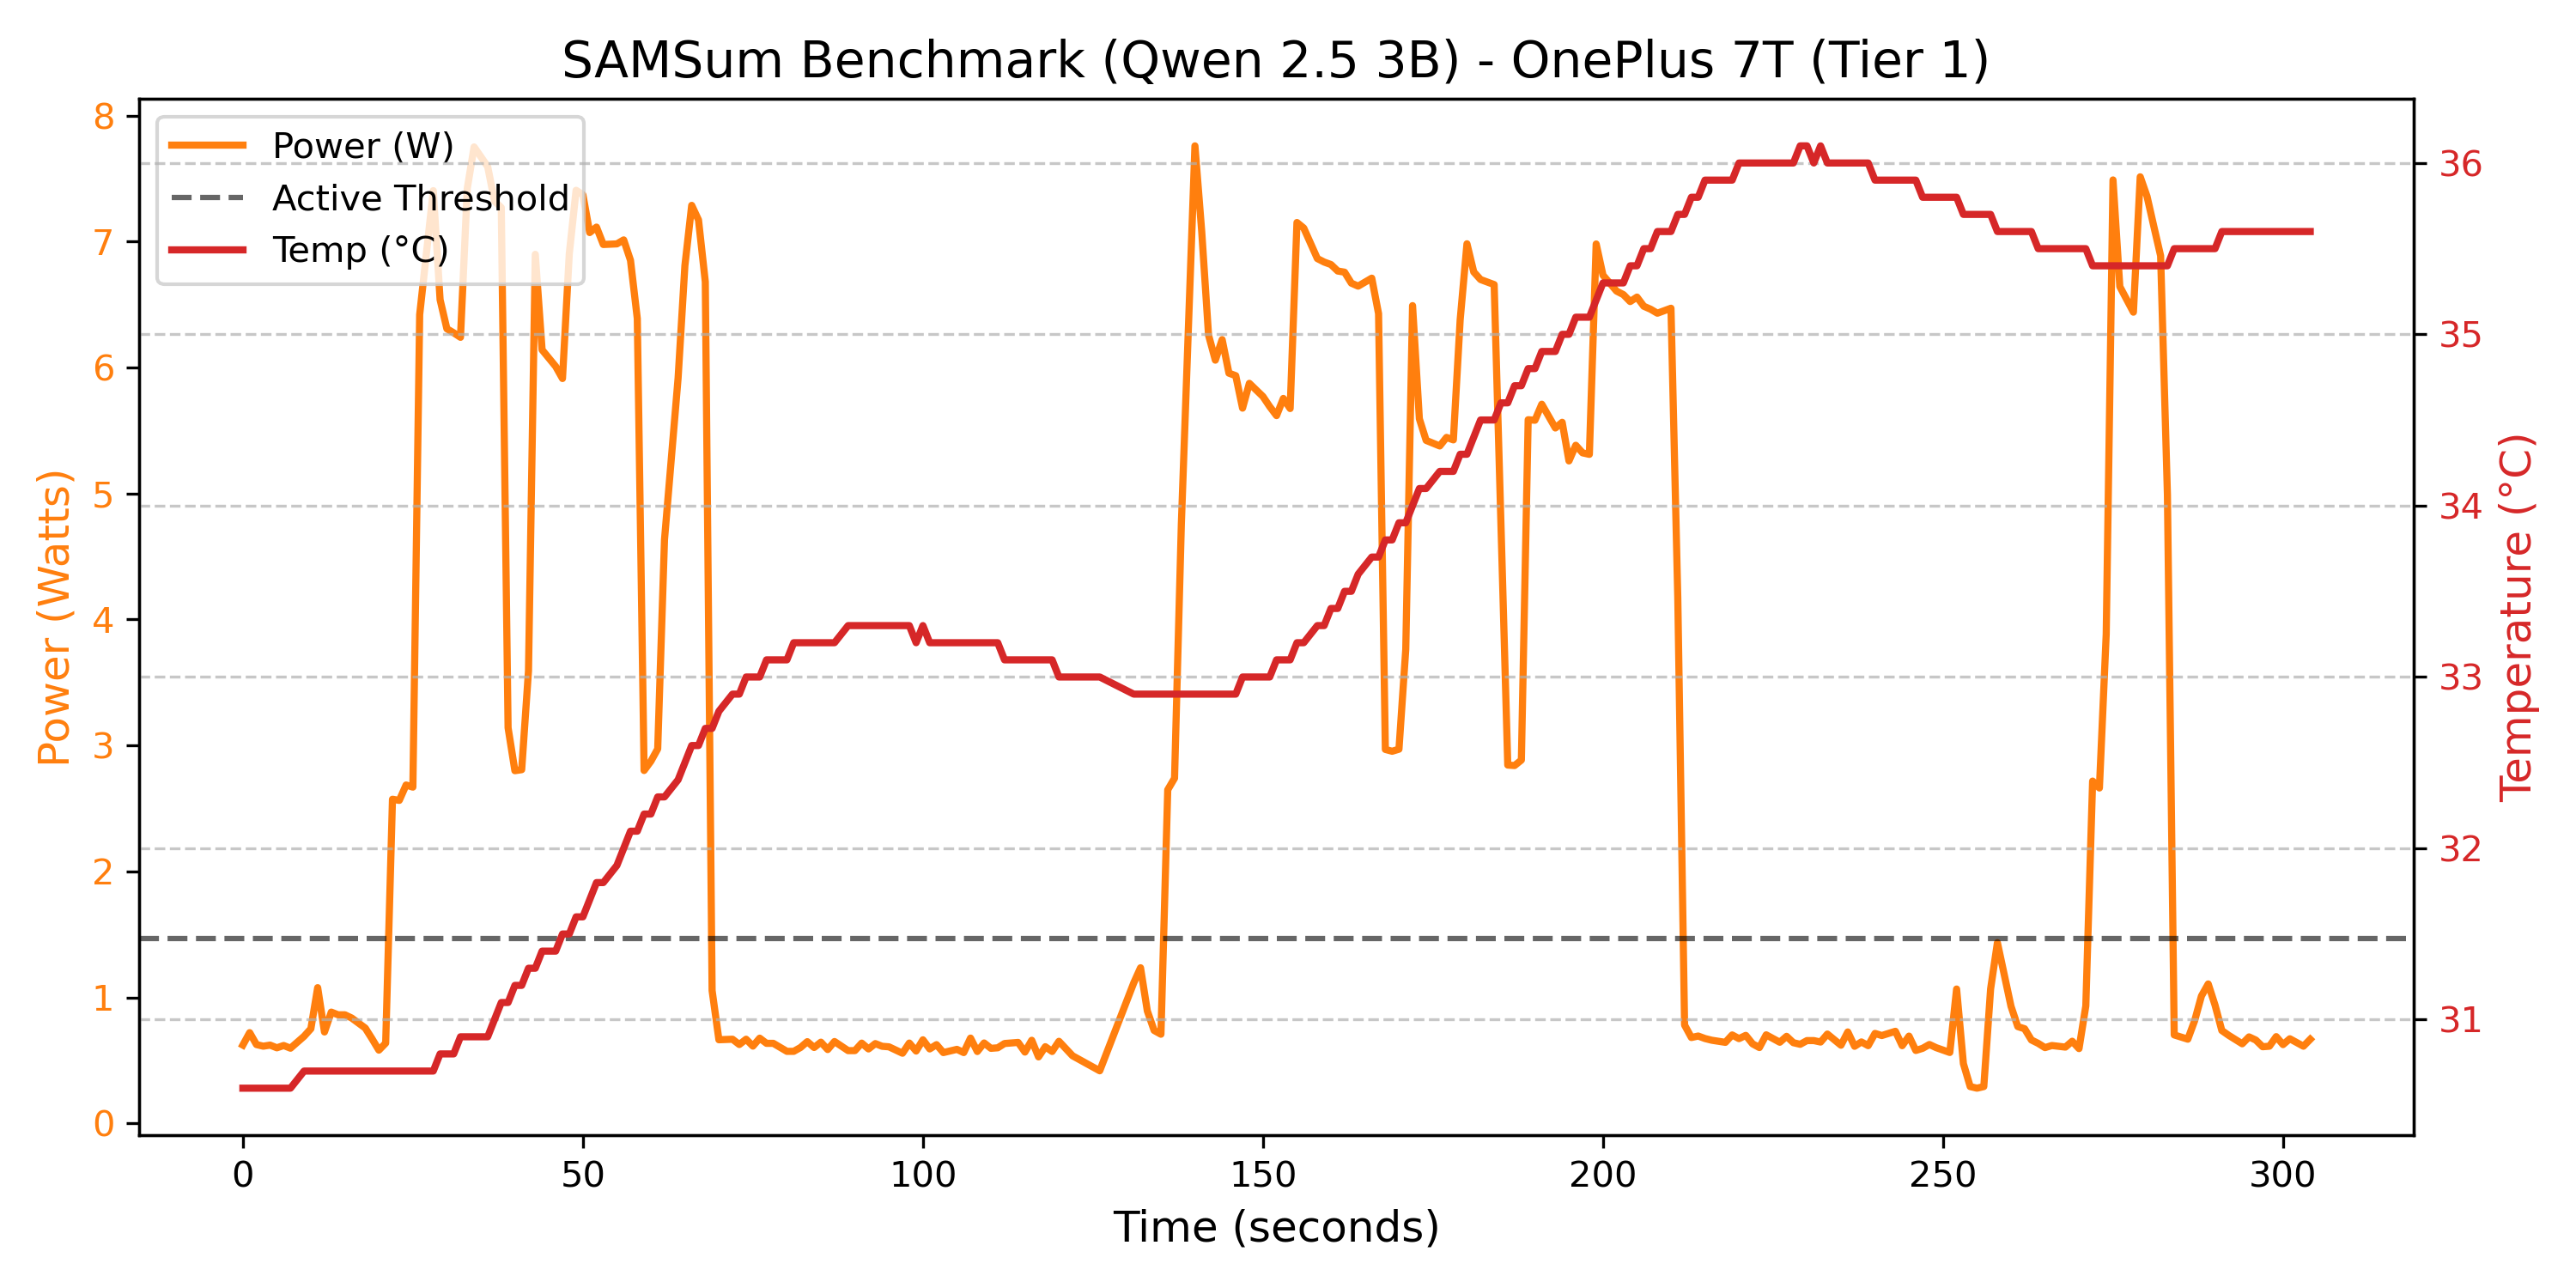 SAMSum Benchmark (Qwen 2.5 3B) - OnePlus 7T (Tier 1)
Power (W)
Active Threshold
Temp (°C)
Power (Watts)
8
7
6
5
4
3
2
1
0
36
35
34
33
32
31
Temperature (°C)
0 50 100 150 200 250 300
Time (seconds)